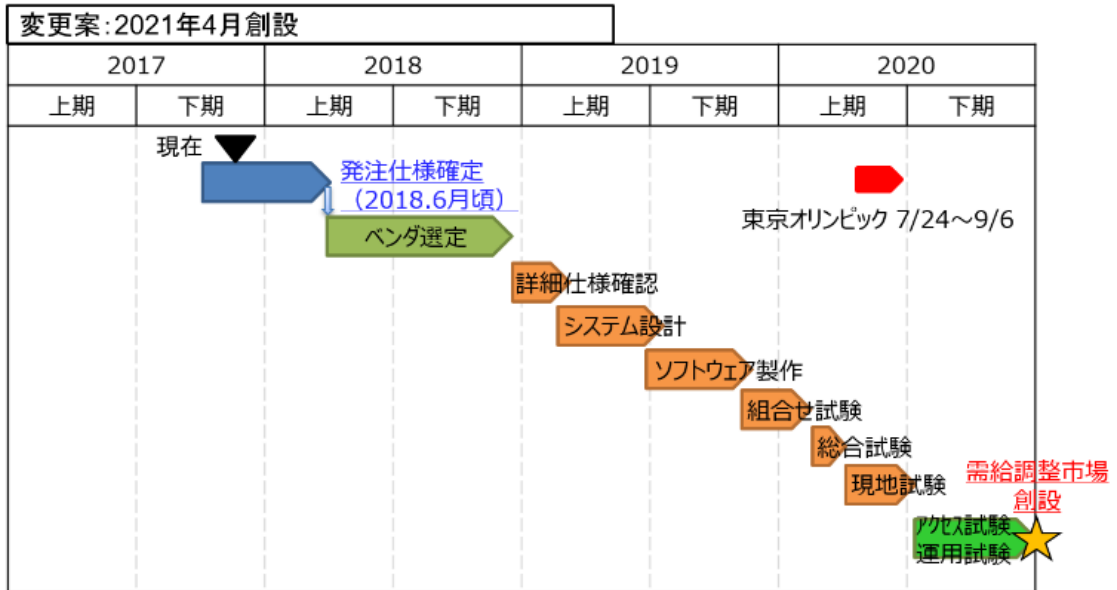 変更案:2021年4月創設
2017 2018 2019 2020
上期 下期 上期 下期 上期 下期 上期 下期
現在
発注仕様確定
（2018.6月頃）
東京オリンピック 7/24～9/6
ベンダ選定
詳細仕様確認
システム設計
ソフトウェア製作
組合せ試験
総合試験
現地試験
需給調整市場
創設
アクセス試験
運用試験